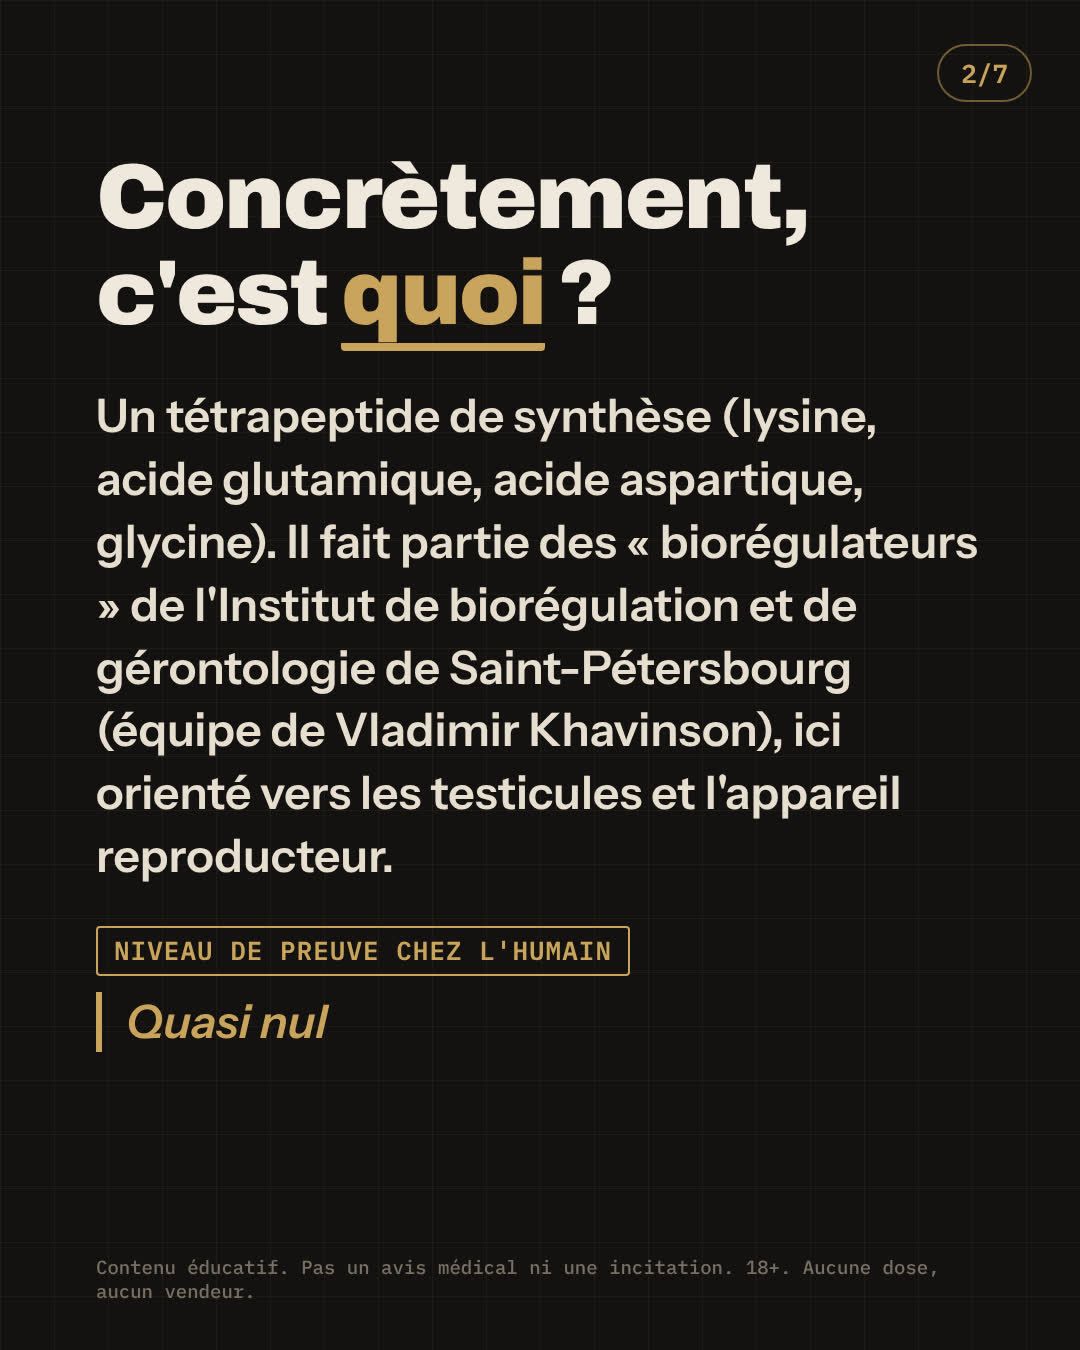 2/7
Concrètement,
c'est quoi ?
Un tétrapeptide de synthèse (lysine,
acide glutamique, acide aspartique,
glycine). Il fait partie des « biorégulateurs
» de l'Institut de biorégulation et de
gérontologie de Saint-Pétersbourg
(équipe de Vladimir Khavinson), ici
orienté vers les testicules et l'appareil
reproducteur.
NIVEAU DE PREUVE CHEZ L'HUMAIN
Quasi nul
Contenu éducatif. Pas un avis médical ni une incitation. 18+. Aucune dose,
aucun vendeur.